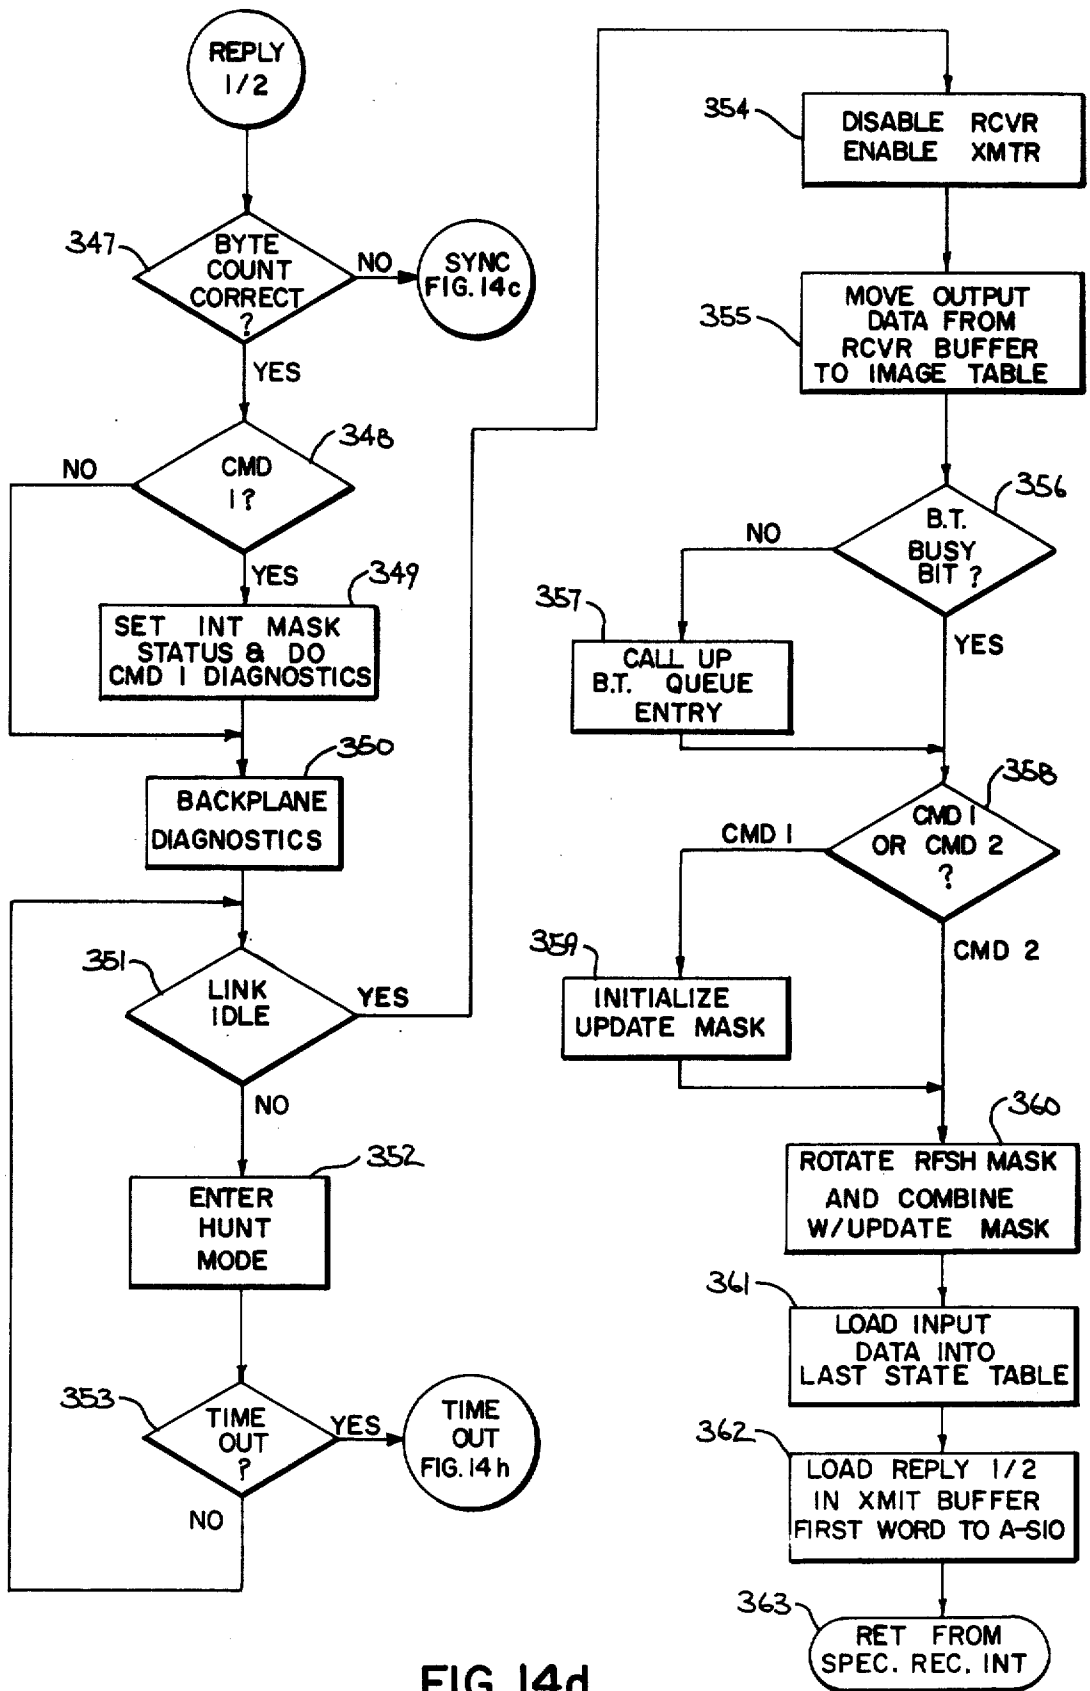 REPLY
1/2
347
BYTE
COUNT
CORRECT
?
NO
SYNC
FIG. 14c
YES
348
CMD
1?
NO
YES
349
SET INT MASK
STATUS & DO
CMD 1 DIAGNOSTICS
350
BACKPLANE
DIAGNOSTICS
351
LINK
IDLE
YES
NO
352
ENTER
HUNT
MODE
353
TIME
OUT
?
YES
TIME
OUT
FIG. 14h
NO
354
DISABLE RCVR
ENABLE XMTR
355
MOVE OUTPUT
DATA FROM
RCVR BUFFER
TO IMAGE TABLE
356
B.T.
BUSY
BIT ?
NO
YES
357
CALL UP
B.T. QUEUE
ENTRY
358
CMD 1
OR CMD 2
?
CMD 1
CMD 2
359
INITIALIZE
UPDATE MASK
360
ROTATE RFSH MASK
AND COMBINE
W/UPDATE MASK
361
LOAD INPUT
DATA INTO
LAST STATE TABLE
362
LOAD REPLY 1/2
IN XMIT BUFFER
FIRST WORD TO A-SIO
363
RET FROM
SPEC. REC. INT
FIG. 14d